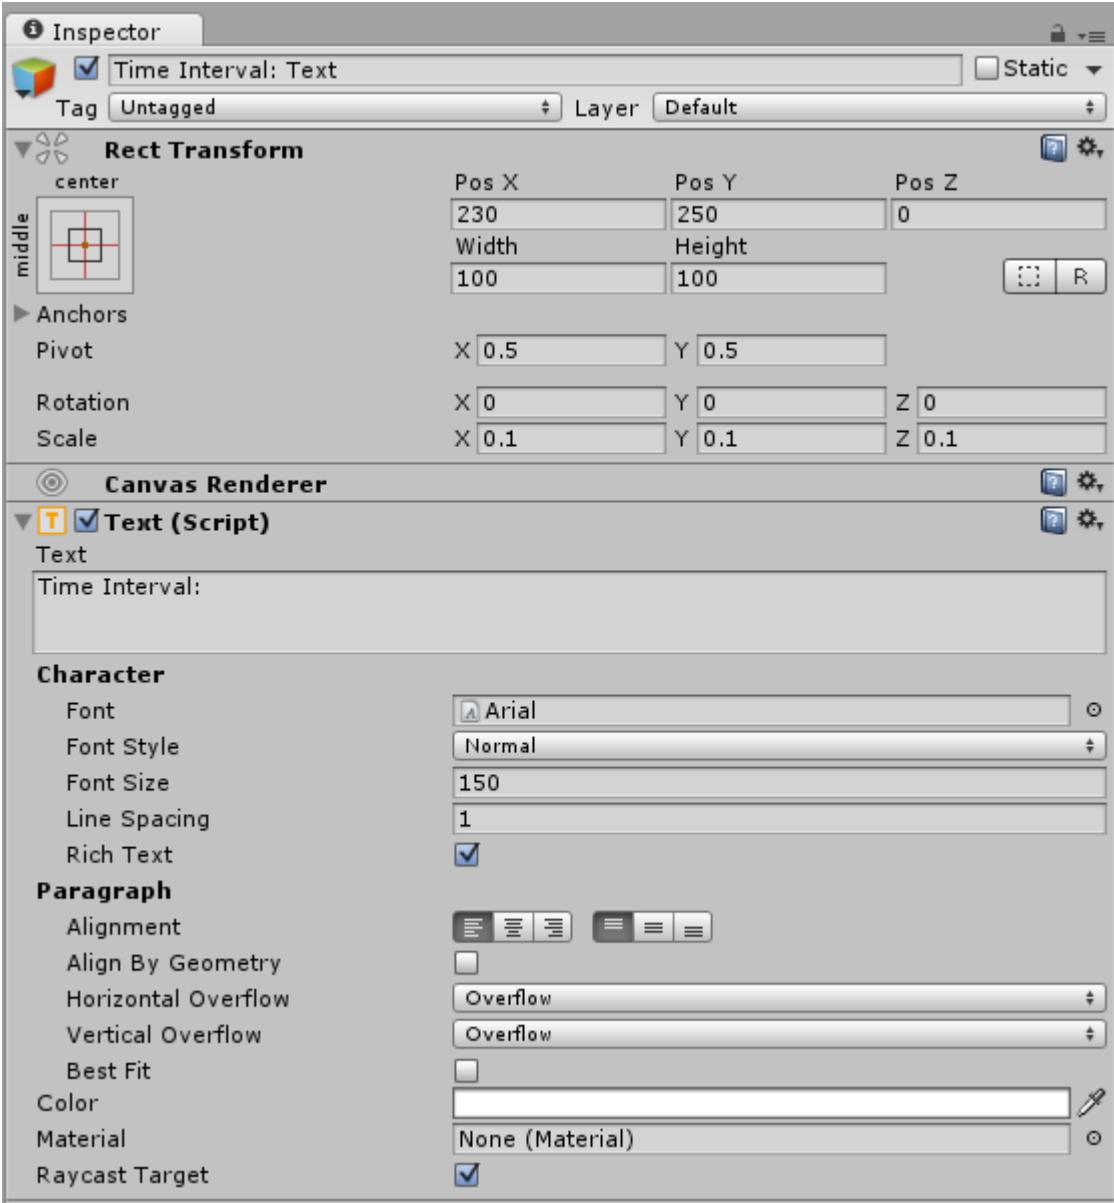 Inspector
Time Interval: Text Static
Tag Untagged Layer Default
Rect Transform
center Pos X Pos Y Pos Z
middle 230 250 0
Width Height
100 100 R
Anchors
Pivot X 0.5 Y 0.5
Rotation X 0 Y 0 Z 0
Scale X 0.1 Y 0.1 Z 0.1
Canvas Renderer
T Text (Script)
Text
Time Interval:
Character
Font Arial
Font Style Normal
Font Size 150
Line Spacing 1
Rich Text
Paragraph
Alignment
Align By Geometry
Horizontal Overflow Overflow
Vertical Overflow Overflow
Best Fit
Color
Material None (Material)
Raycast Target